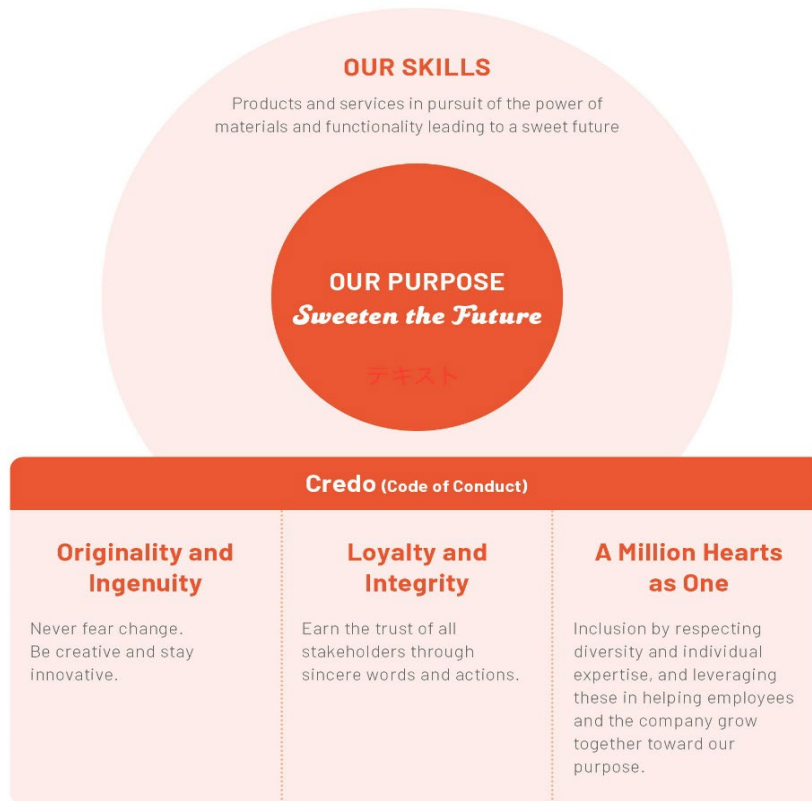 OUR SKILLS
Products and services in pursuit of the power of
materials and functionality leading to a sweet future
OUR PURPOSE
Sweeten the Future
テキスト
Credo (Code of Conduct)
Originality and
Ingenuity
Never fear change.
Be creative and stay
innovative.
Loyalty and
Integrity
Earn the trust of all
stakeholders through
sincere words and actions.
A Million Hearts
as One
Inclusion by respecting
diversity and individual
expertise, and leveraging
these in helping employees
and the company grow
together toward our
purpose.